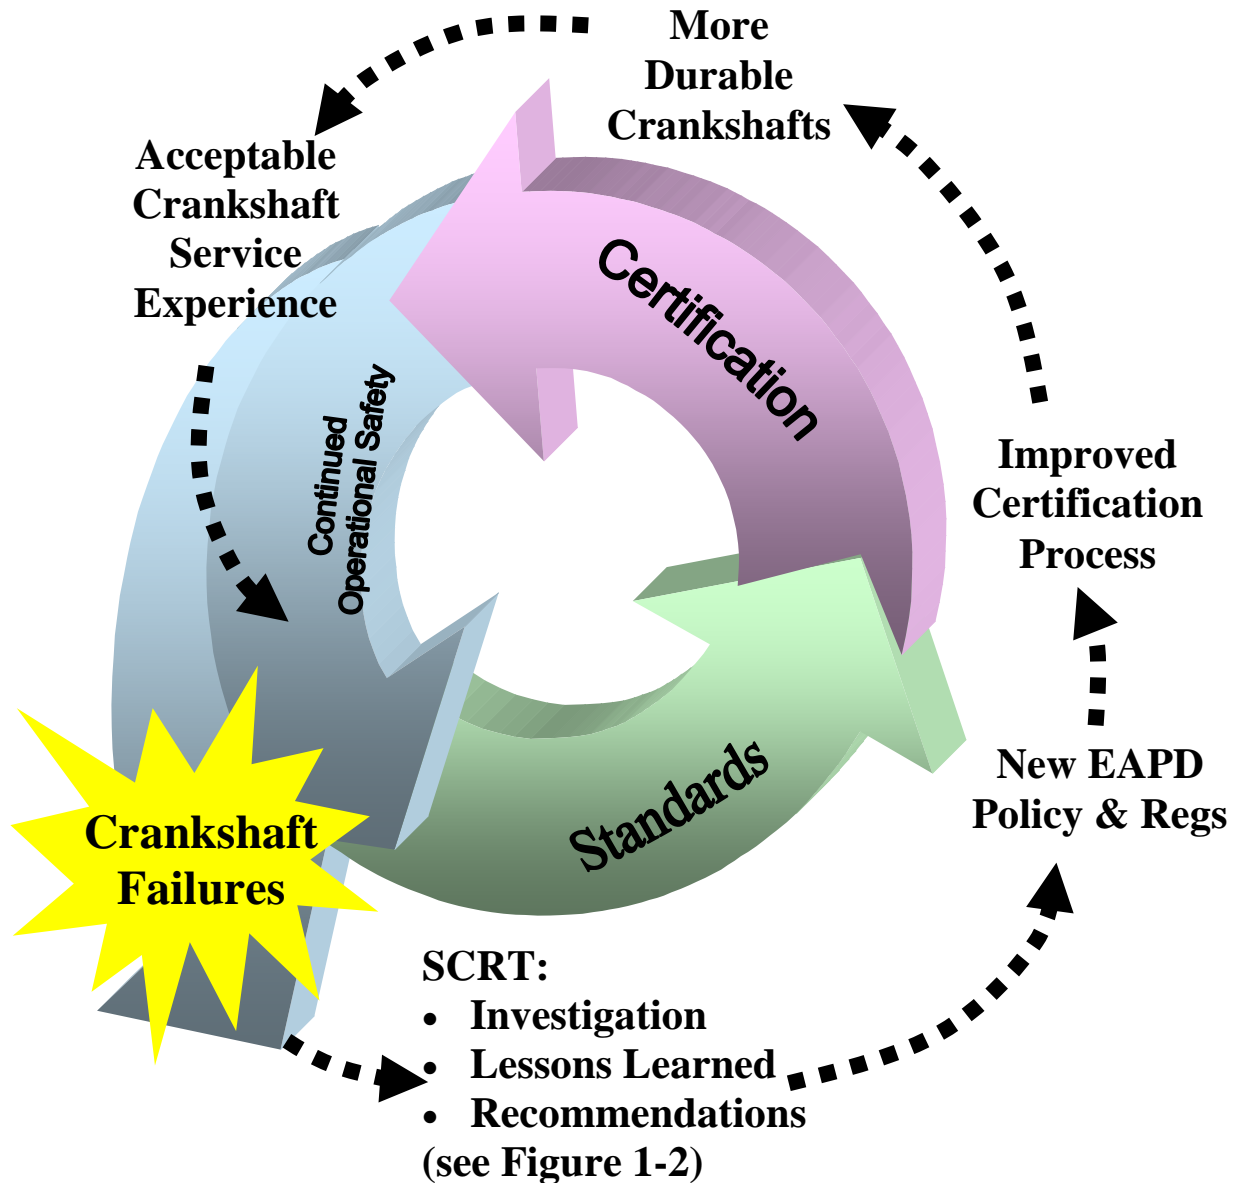 More
Durable
Crankshafts
Acceptable
Crankshaft
Service
Experience
Certification
Continued
Operational Safety
Improved
Certification
Process
Standards
New EAPD
Policy & Regs
Crankshaft
Failures
SCRT:
• Investigation
• Lessons Learned
• Recommendations
(see Figure 1-2)